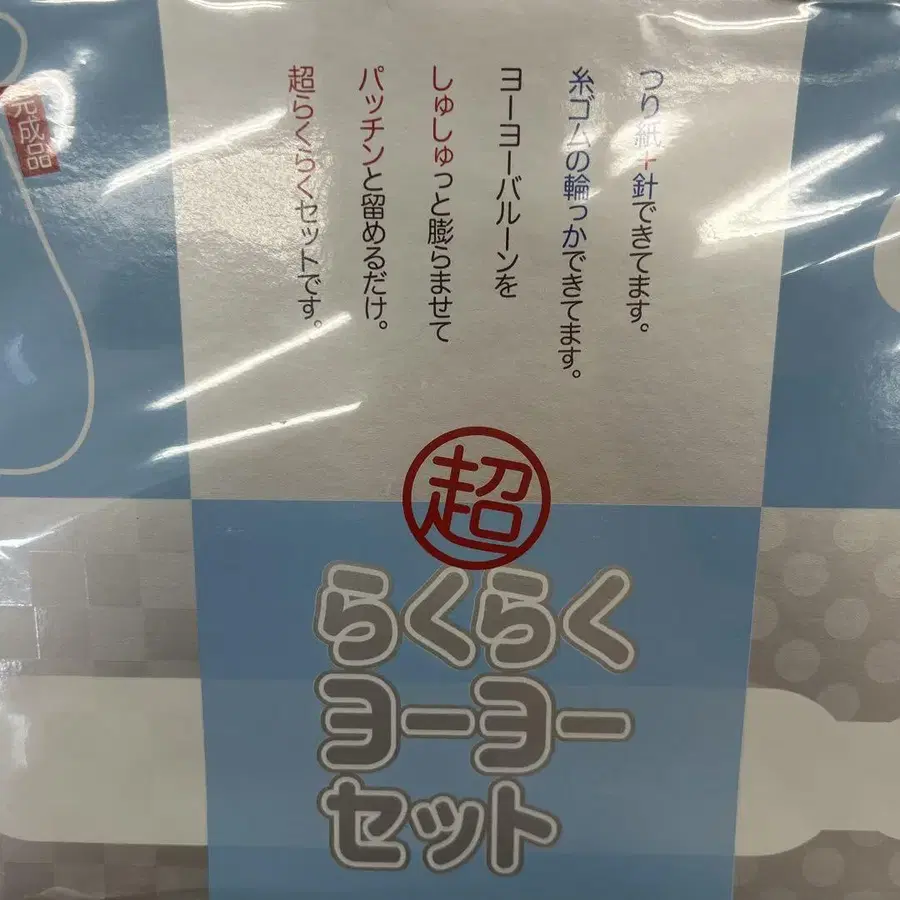 つり紙+針できてます。
糸ゴムの輪っかできてます。
ヨーヨーバルーンを
しゅしゅっと膨らませて
パッチンと留めるだけ。
超らくらくセットです。
完成品
超
らくらく
ヨーヨー
セット